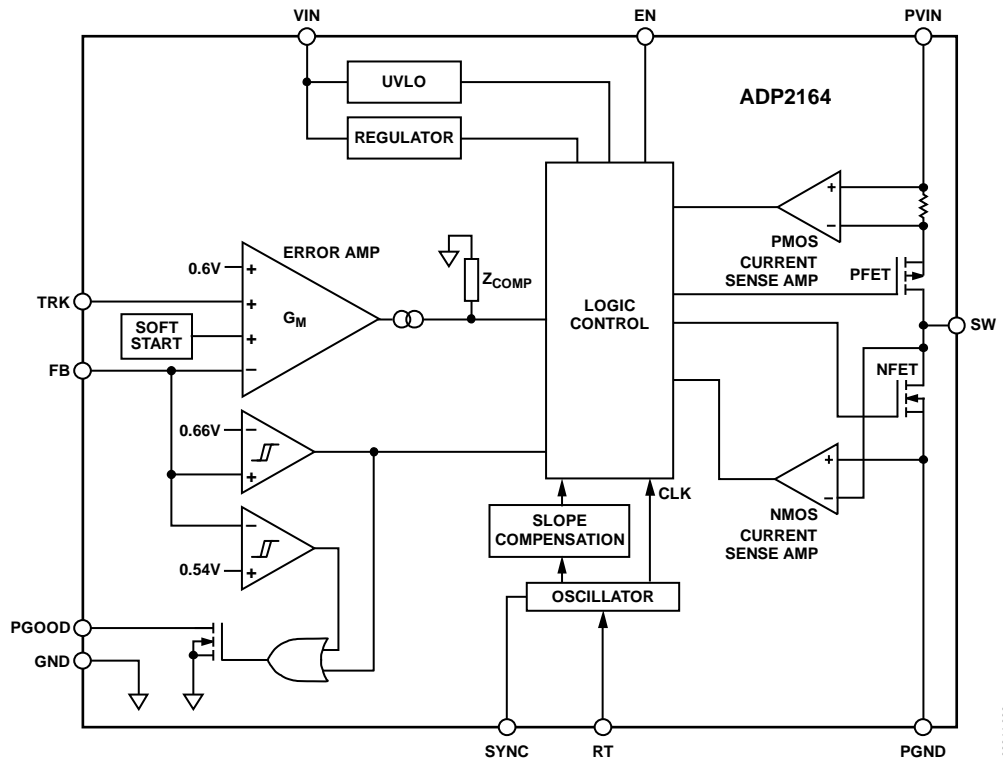 VIN
EN
PVIN
UVLO
ADP2164
REGULATOR
+
−
PMOS
CURRENT
SENSE AMP
ERROR AMP
0.6V
+
ZCOMP
PFET
TRK
+
GM
LOGIC
CONTROL
SOFT
START
+
SW
FB
−
NFET
0.66V
−
+
+
−
CLK
NMOS
CURRENT
SENSE AMP
SLOPE
COMPENSATION
−
0.54V
+
OSCILLATOR
PGOOD
GND
SYNC
RT
PGND